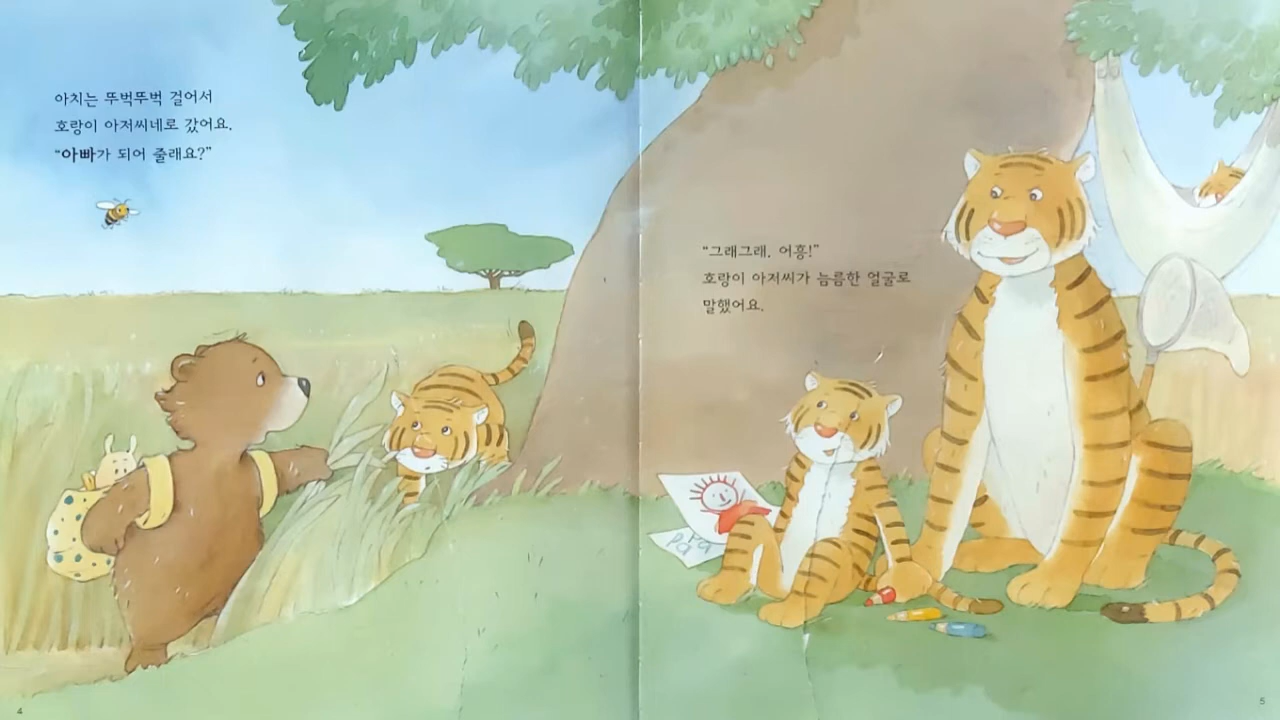 아치는 뚜벅뚜벅 걸어서
호랑이 아저씨네로 갔어요.
“아빠가 되어 줄래요?”
“그래그래. 어흥!”
호랑이 아저씨가 늠름한 얼굴로
말했어요.
PAPA
4
5